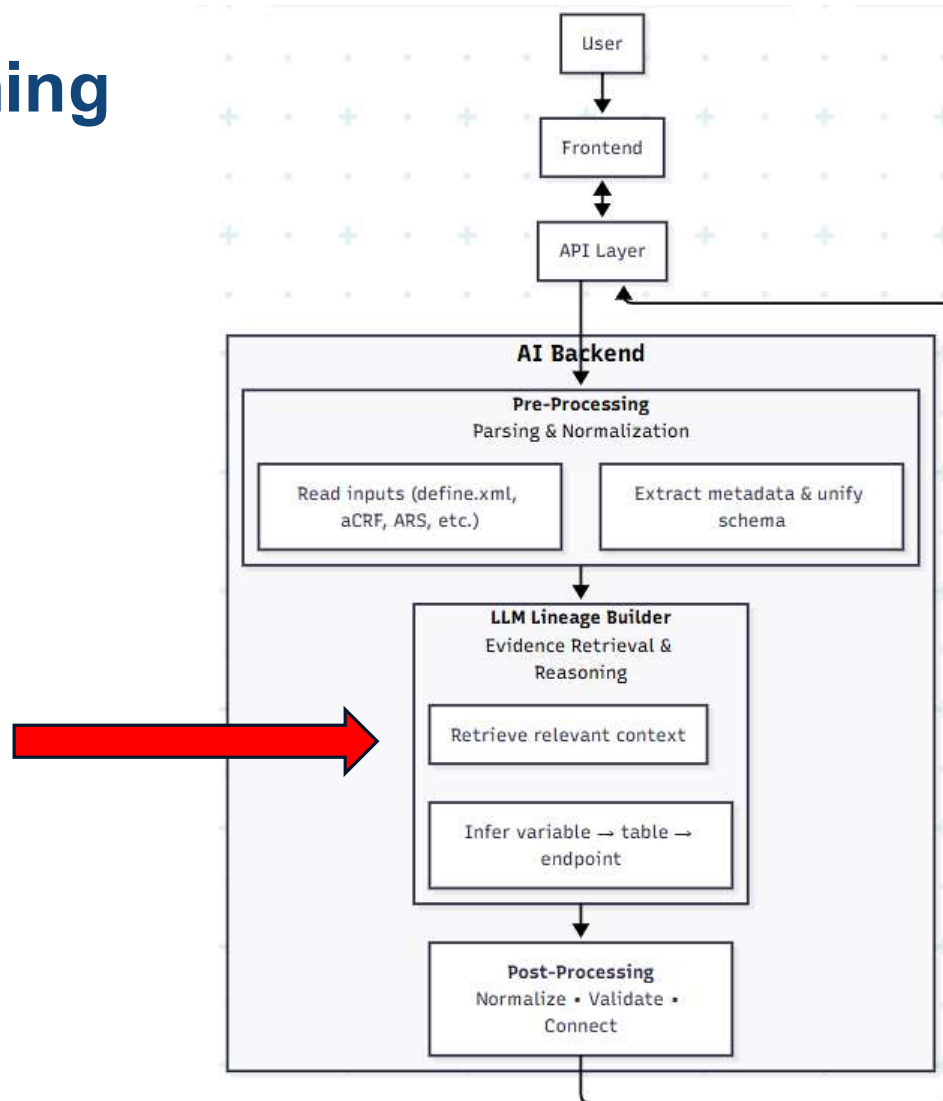 ning
User
Frontend
API Layer
AI Backend
Pre-Processing
Parsing & Normalization
Read inputs (define.xml,
aCRF, ARS, etc.)
Extract metadata & unify
schema
LLM Lineage Builder
Evidence Retrieval &
Reasoning
Retrieve relevant context
Infer variable → table →
endpoint
Post-Processing
Normalize • Validate •
Connect